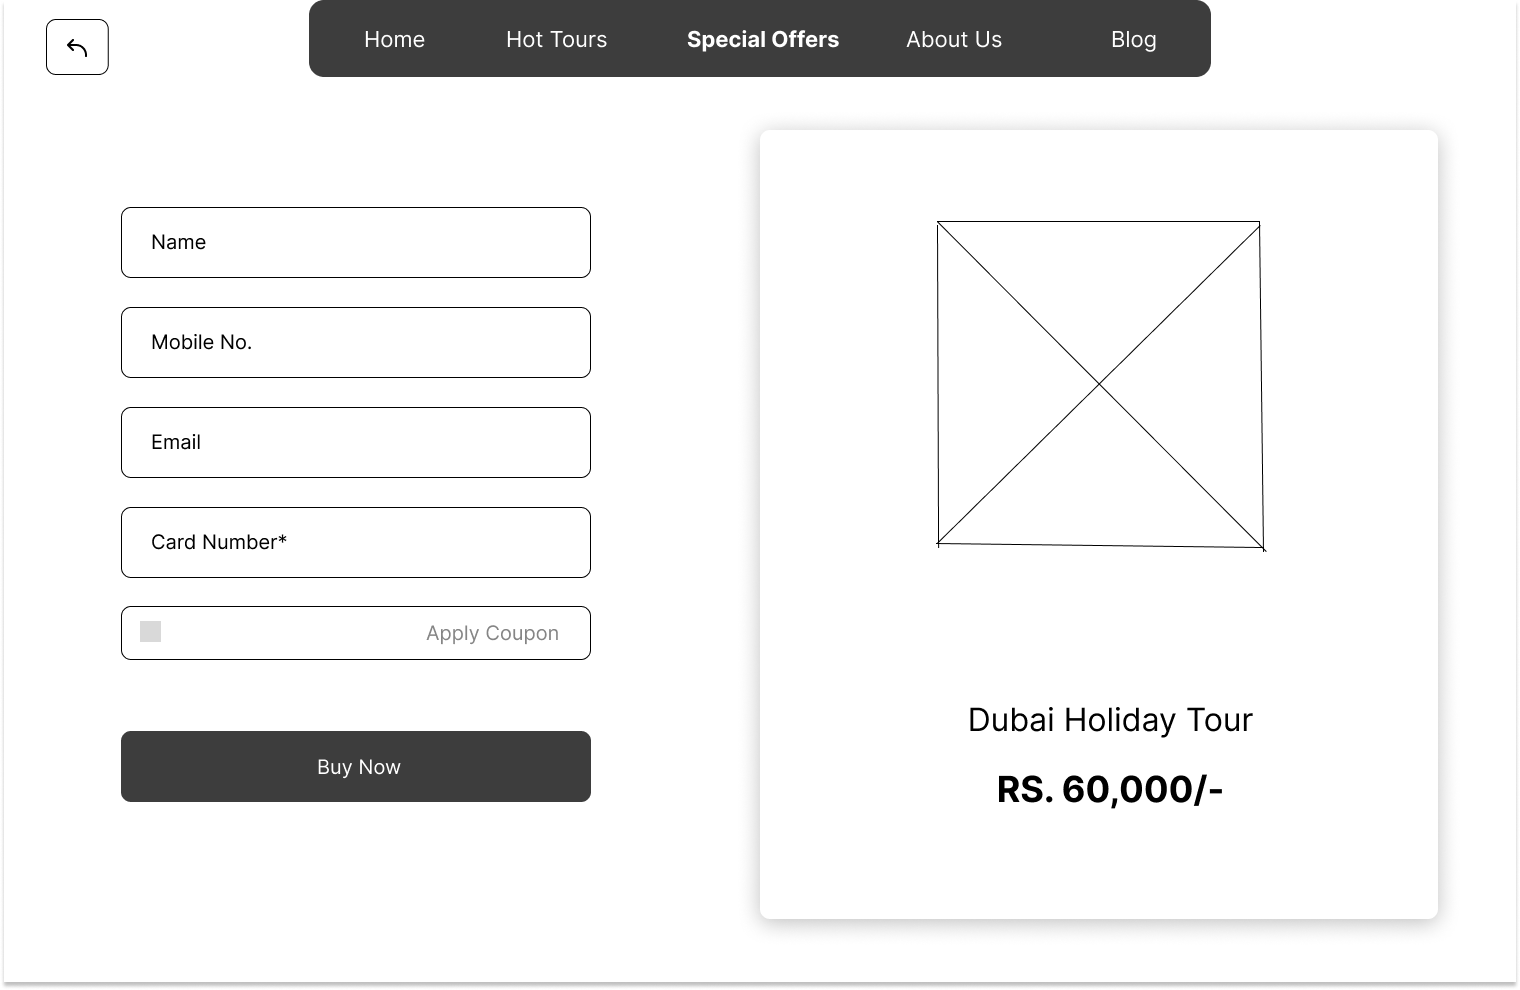 Home
Hot Tours
Special Offers
About Us
Blog
Name
Mobile No.
Email
Card Number*
Apply Coupon
Buy Now
Dubai Holiday Tour
RS. 60,000/-